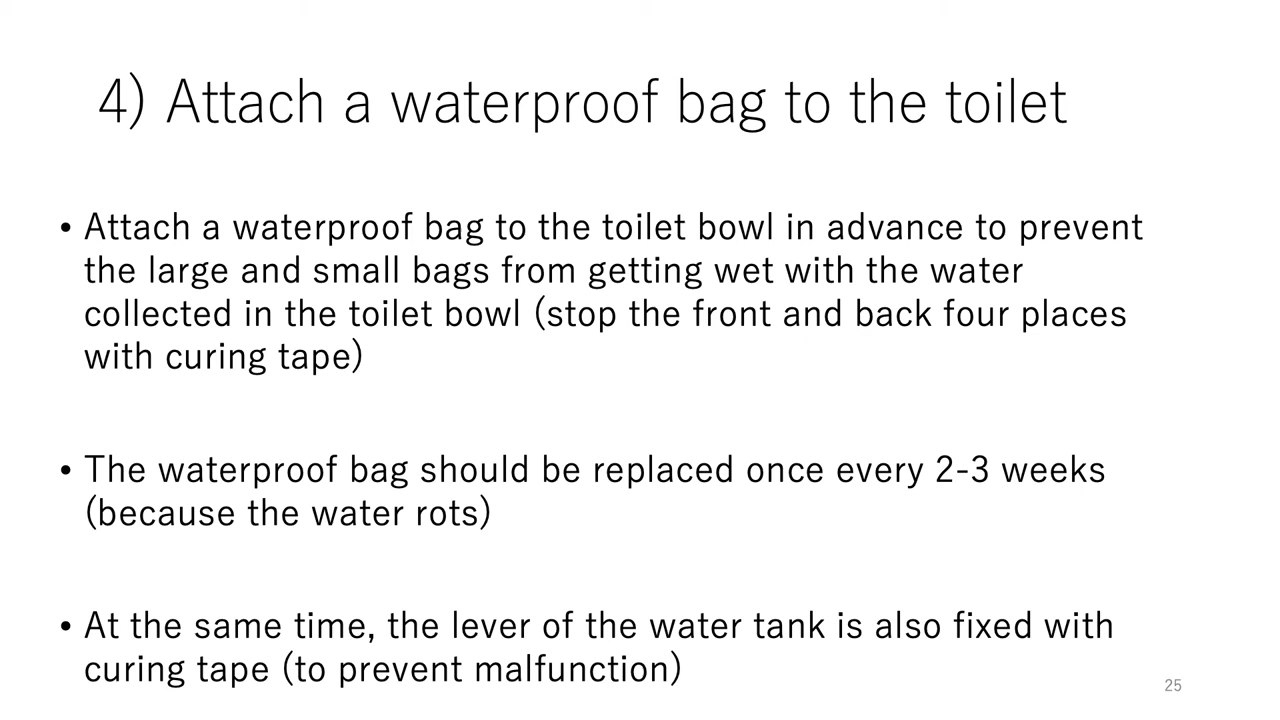 4) Attach a waterproof bag to the toilet
• Attach a waterproof bag to the toilet bowl in advance to prevent
the large and small bags from getting wet with the water
collected in the toilet bowl (stop the front and back four places
with curing tape)
• The waterproof bag should be replaced once every 2-3 weeks
(because the water rots)
• At the same time, the lever of the water tank is also fixed with
curing tape (to prevent malfunction)
25